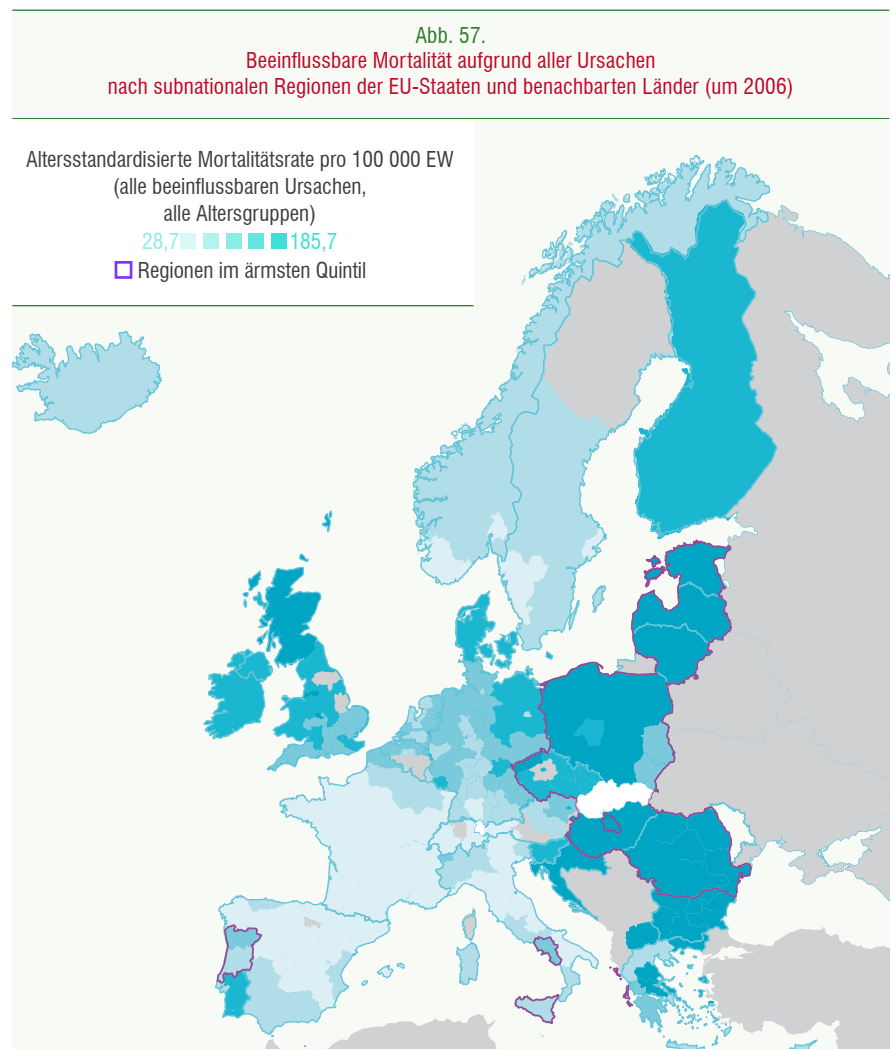 Abb. 57.
Beeinflussbare Mortalität aufgrund aller Ursachen
nach subnationalen Regionen der EU-Staaten und benachbarten Länder (um 2006)
Altersstandardisierte Mortalitätsrate pro 100 000 EW
(alle beeinflussbaren Ursachen,
alle Altersgruppen)
28,7 185,7
Regionen im ärmsten Quintil